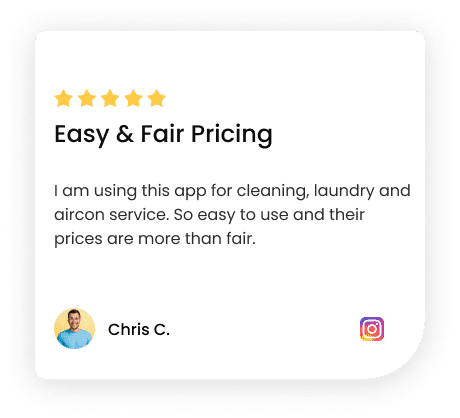 Easy & Fair Pricing
I am using this app for cleaning, laundry and
aircon service. So easy to use and their
prices are more than fair.
Chris C.